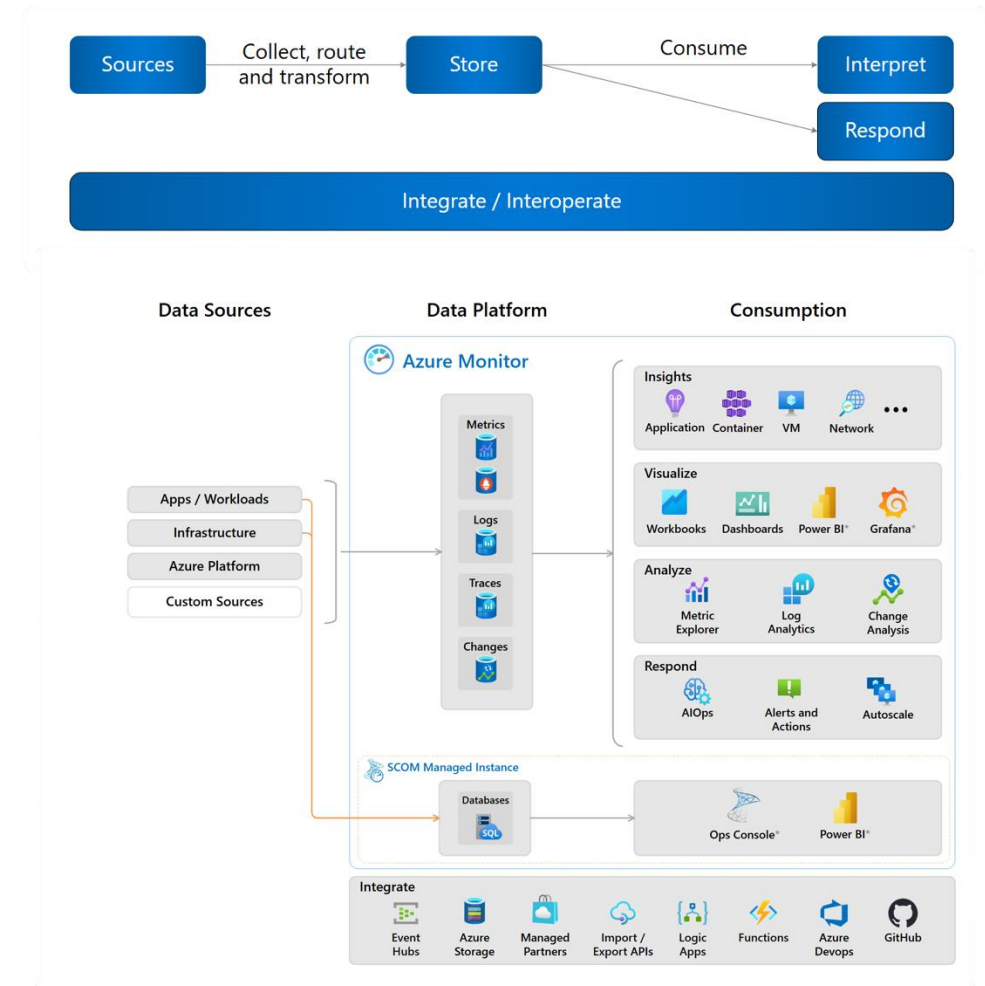 Sources
Collect, route
and transform
Store
Consume
Interpret
Respond
Integrate / Interoperate
Data Sources
Data Platform
Consumption
Azure Monitor
Apps / Workloads
Infrastructure
Azure Platform
Custom Sources
Metrics
Logs
Traces
Changes
Insights
Application
Container
VM
Network
•••
Visualize
Workbooks
Dashboards
Power BI*
Grafana*
Analyze
Metric
Explorer
Log
Analytics
Change
Analysis
Respond
AIOps
Alerts and
Actions
Autoscale
SCOM Managed Instance
Databases
SQL
Ops Console*
Power BI*
Integrate
Event
Hubs
Azure
Storage
Managed
Partners
Import /
Export APIs
Logic
Apps
Functions
Azure
Devops
GitHub